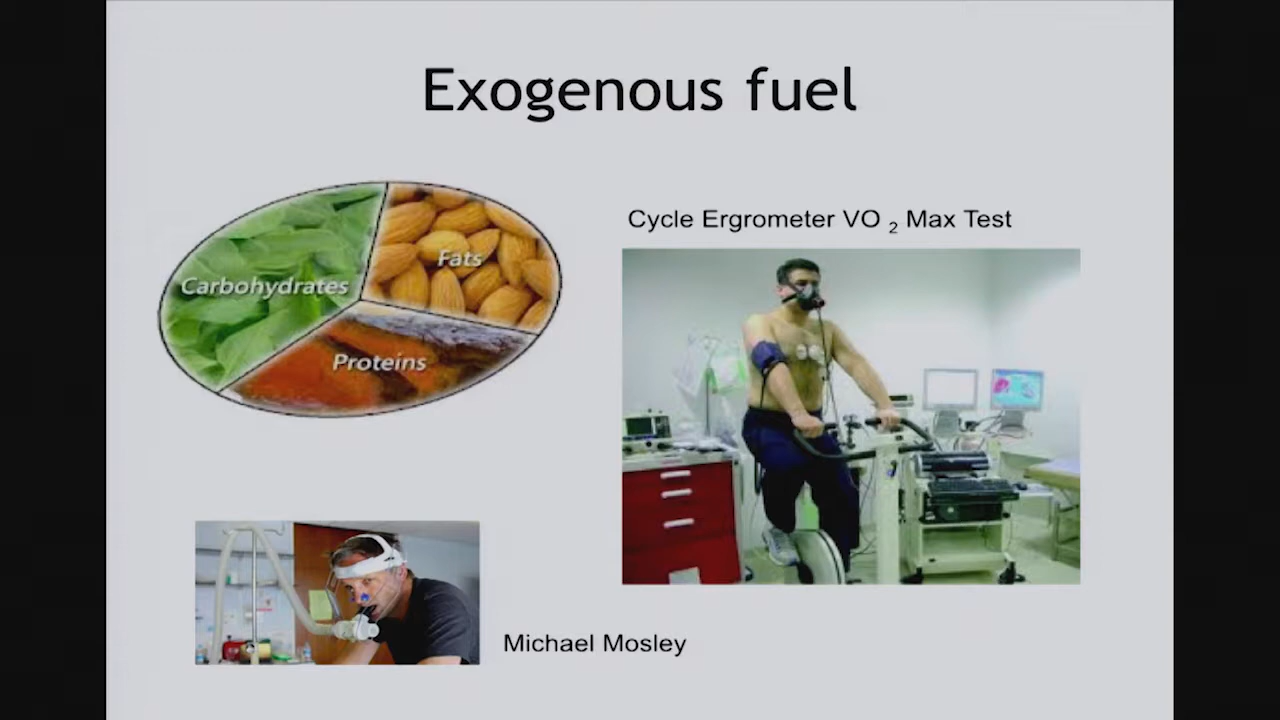 Exogenous fuel
Carbohydrates
Fats
Proteins
Cycle Ergrometer VO 2 Max Test
Michael Mosley